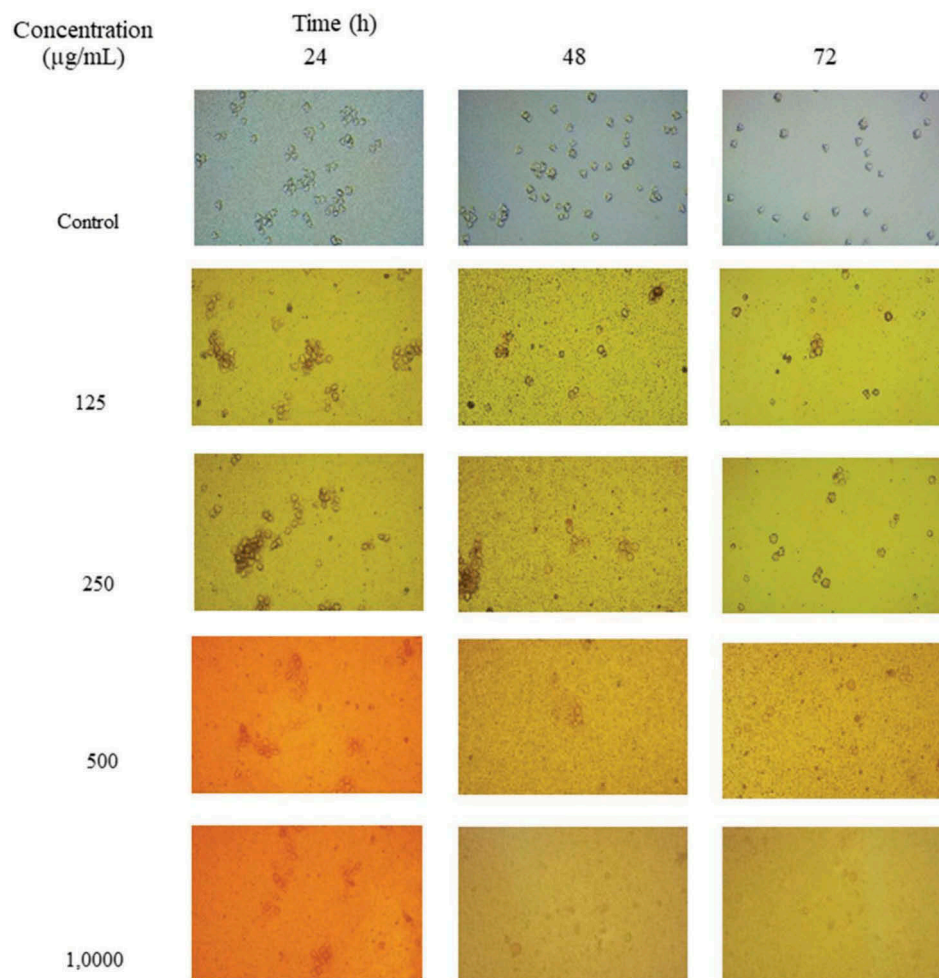 Concentration
(µg/mL)
Time (h)
24
48
72
Control
125
250
500
1,0000